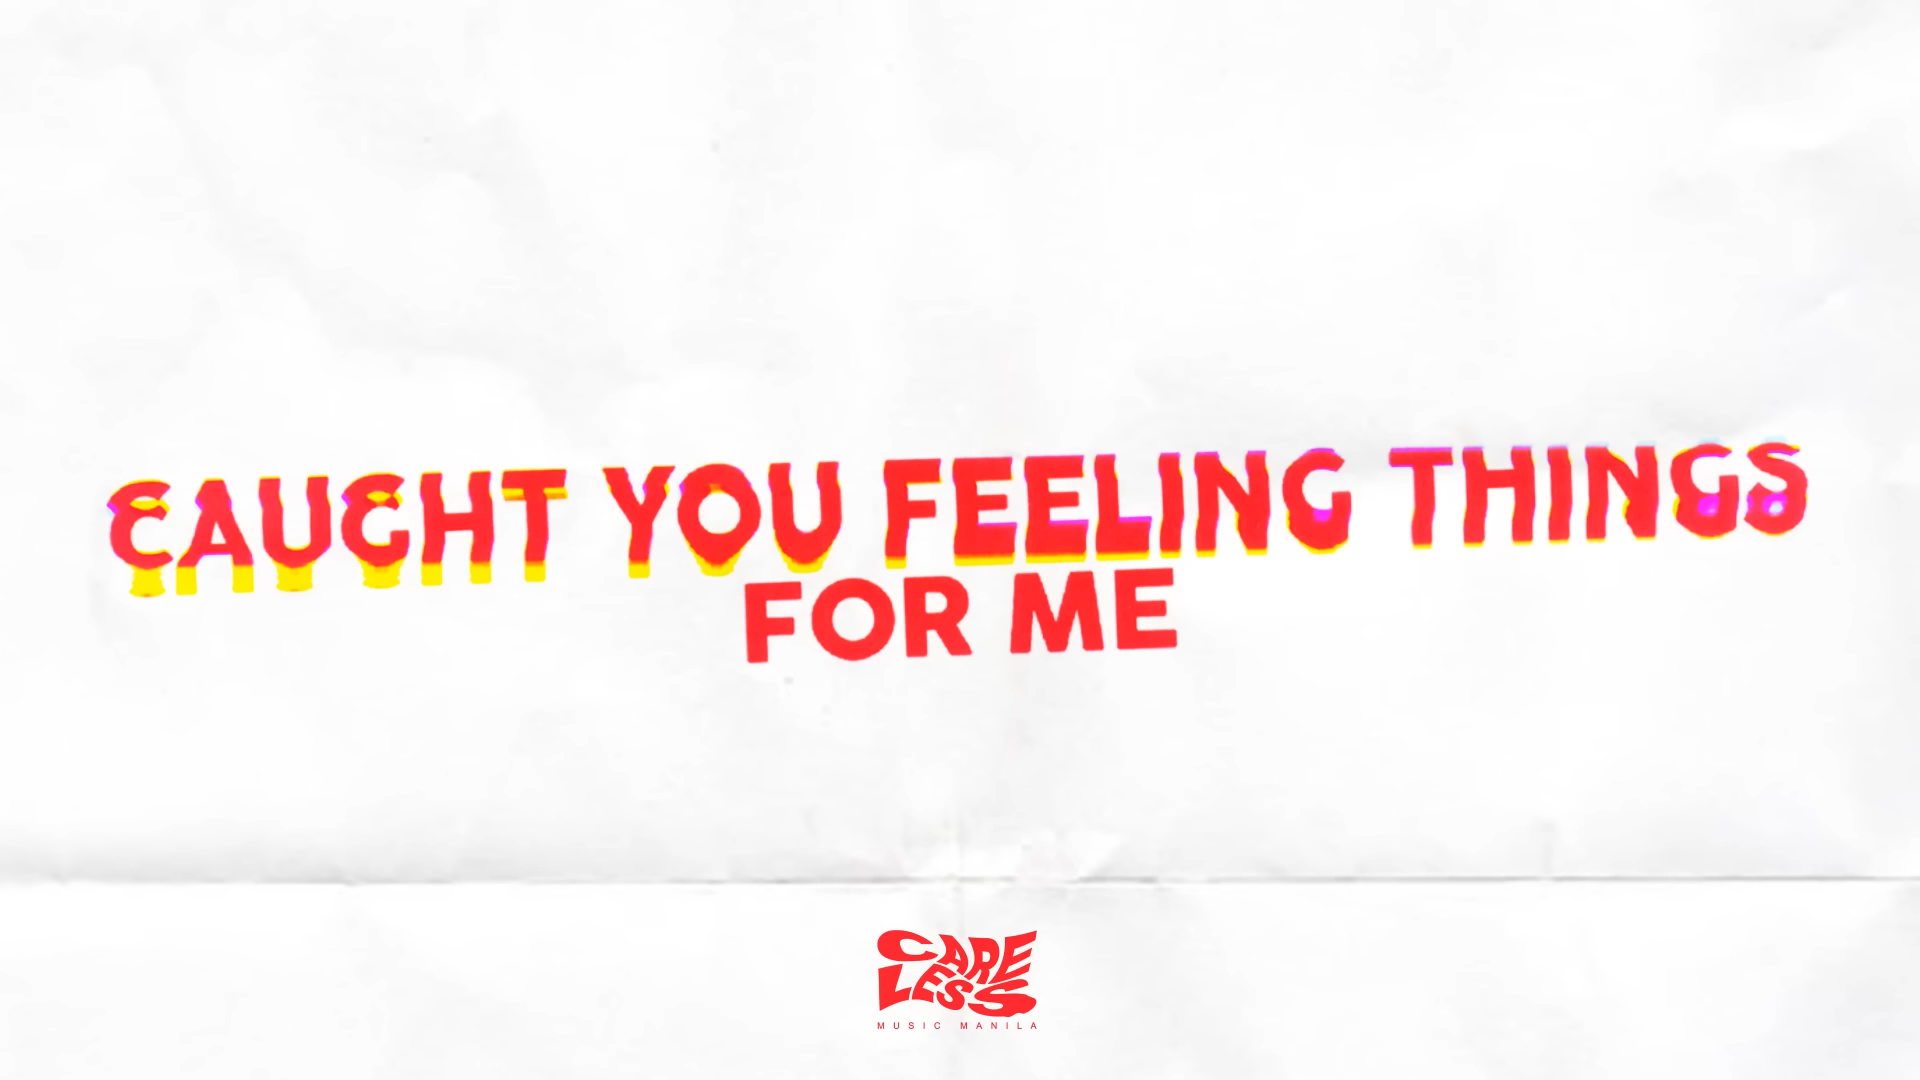 CAUGHT YOU FEELING THINGS
FOR ME
CARE
LESS
MUSIC MANILA